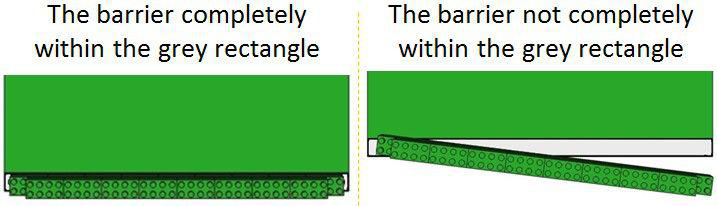 The barrier completely
within the grey rectangle
The barrier not completely
within the grey rectangle